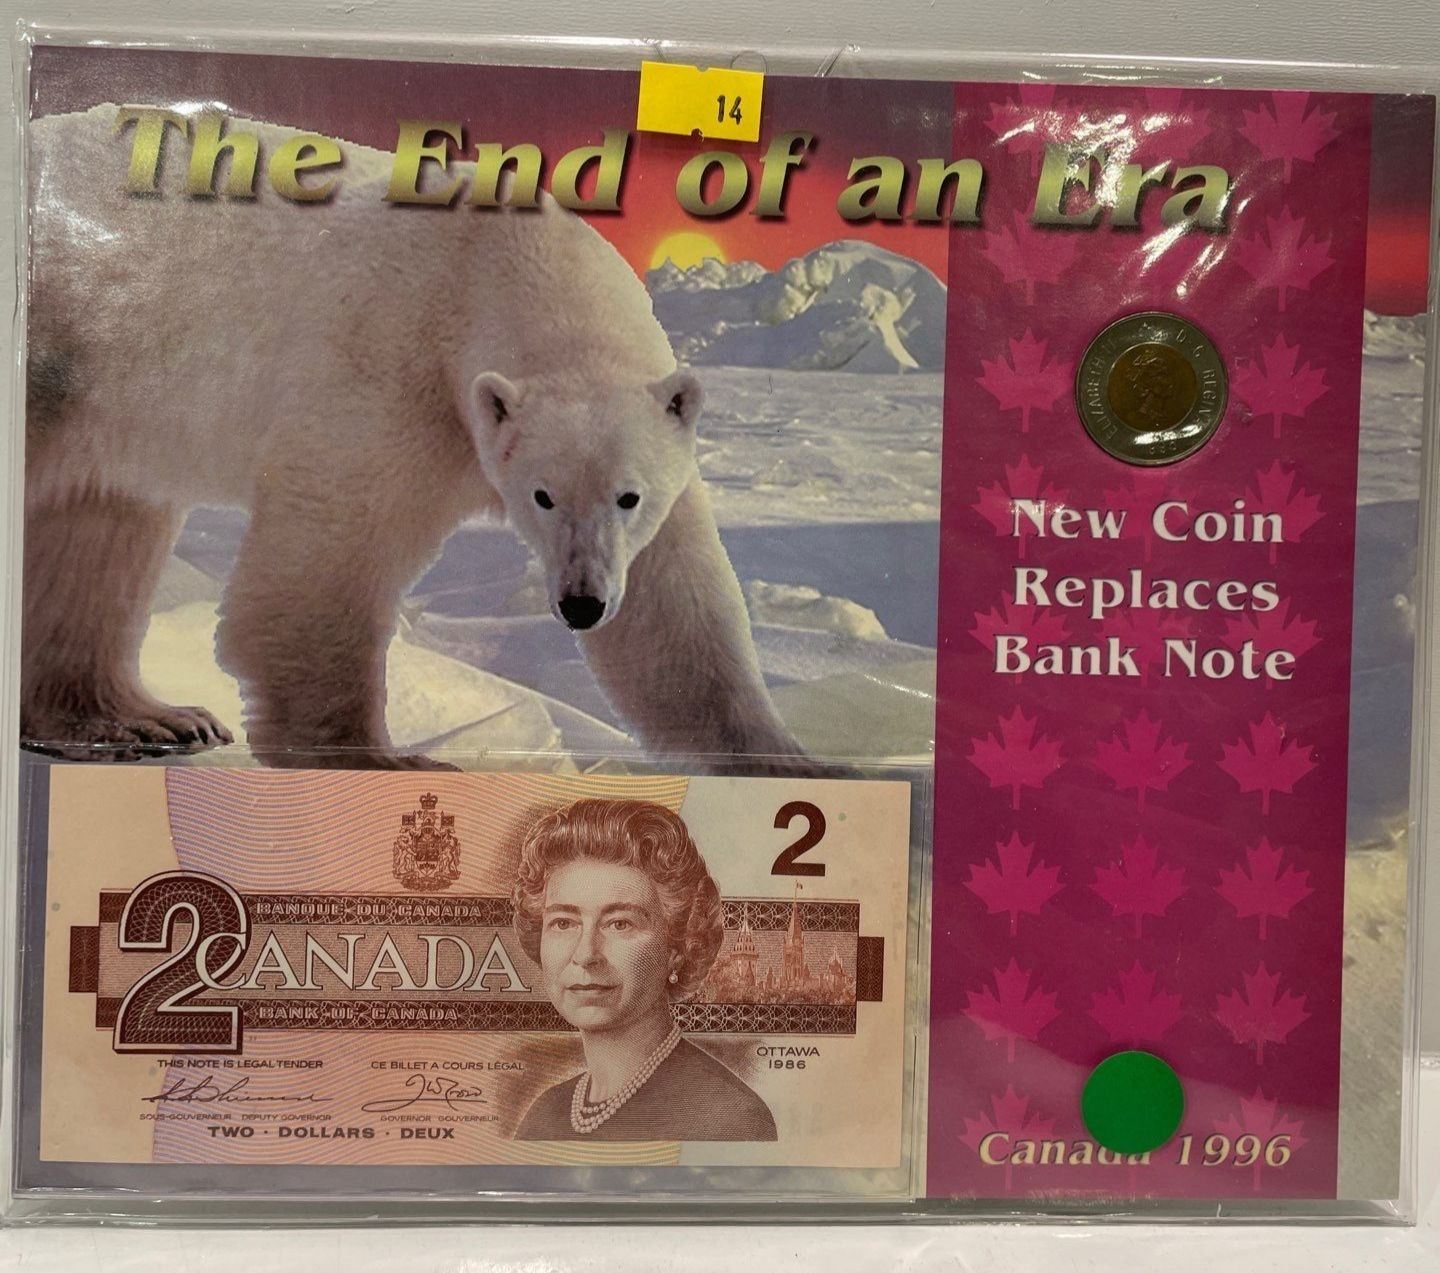 14
The End of an Era
ELIZABETH II D·G·REGINA
1996
New Coin
Replaces
Bank Note
2
2
BANQUE·DU·CANADA
CANADA
BANK·OF·CANADA
OTTAWA
1986
THIS NOTE IS LEGAL TENDER
CE BILLET A COURS LÉGAL
SOUS-GOUVERNEUR DEPUTY GOVERNOR
GOVERNOR GOUVERNEUR
TWO · DOLLARS · DEUX
Canada 1996